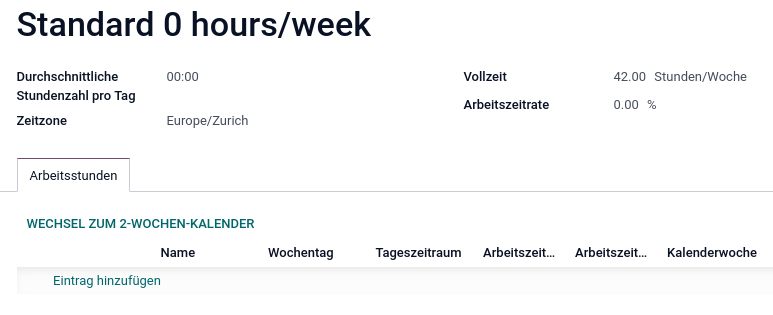 Standard 0 hours/week
Durchschnittliche Stundenzahl pro Tag 00:00
Zeitzone Europe/Zurich
Vollzeit 42.00 Stunden/Woche
Arbeitszeitrate 0.00 %
Arbeitsstunden
WECHSEL ZUM 2-WOCHEN-KALENDER
Name Wochentag Tageszeitraum Arbeitszeit… Arbeitszeit… Kalenderwoche
Eintrag hinzufügen